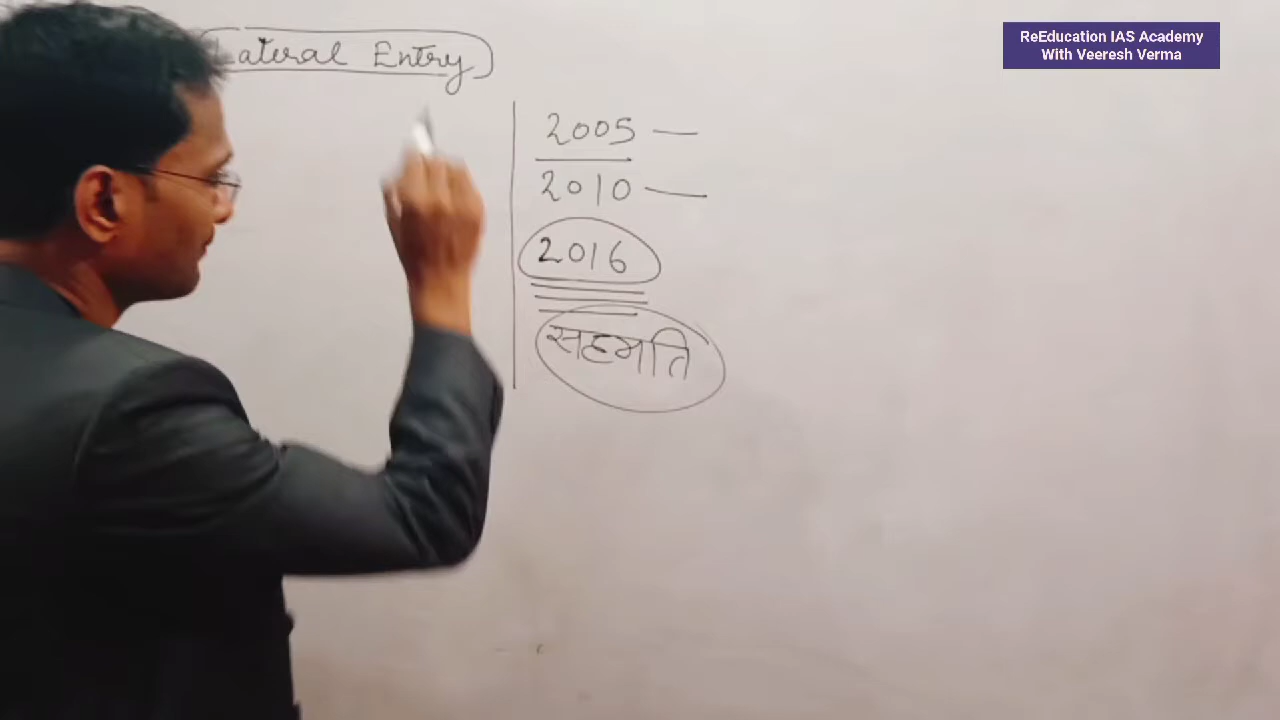 Lateral Entry
2005 —
2010 —
2016
सहमति
ReEducation IAS Academy
With Veeresh Verma